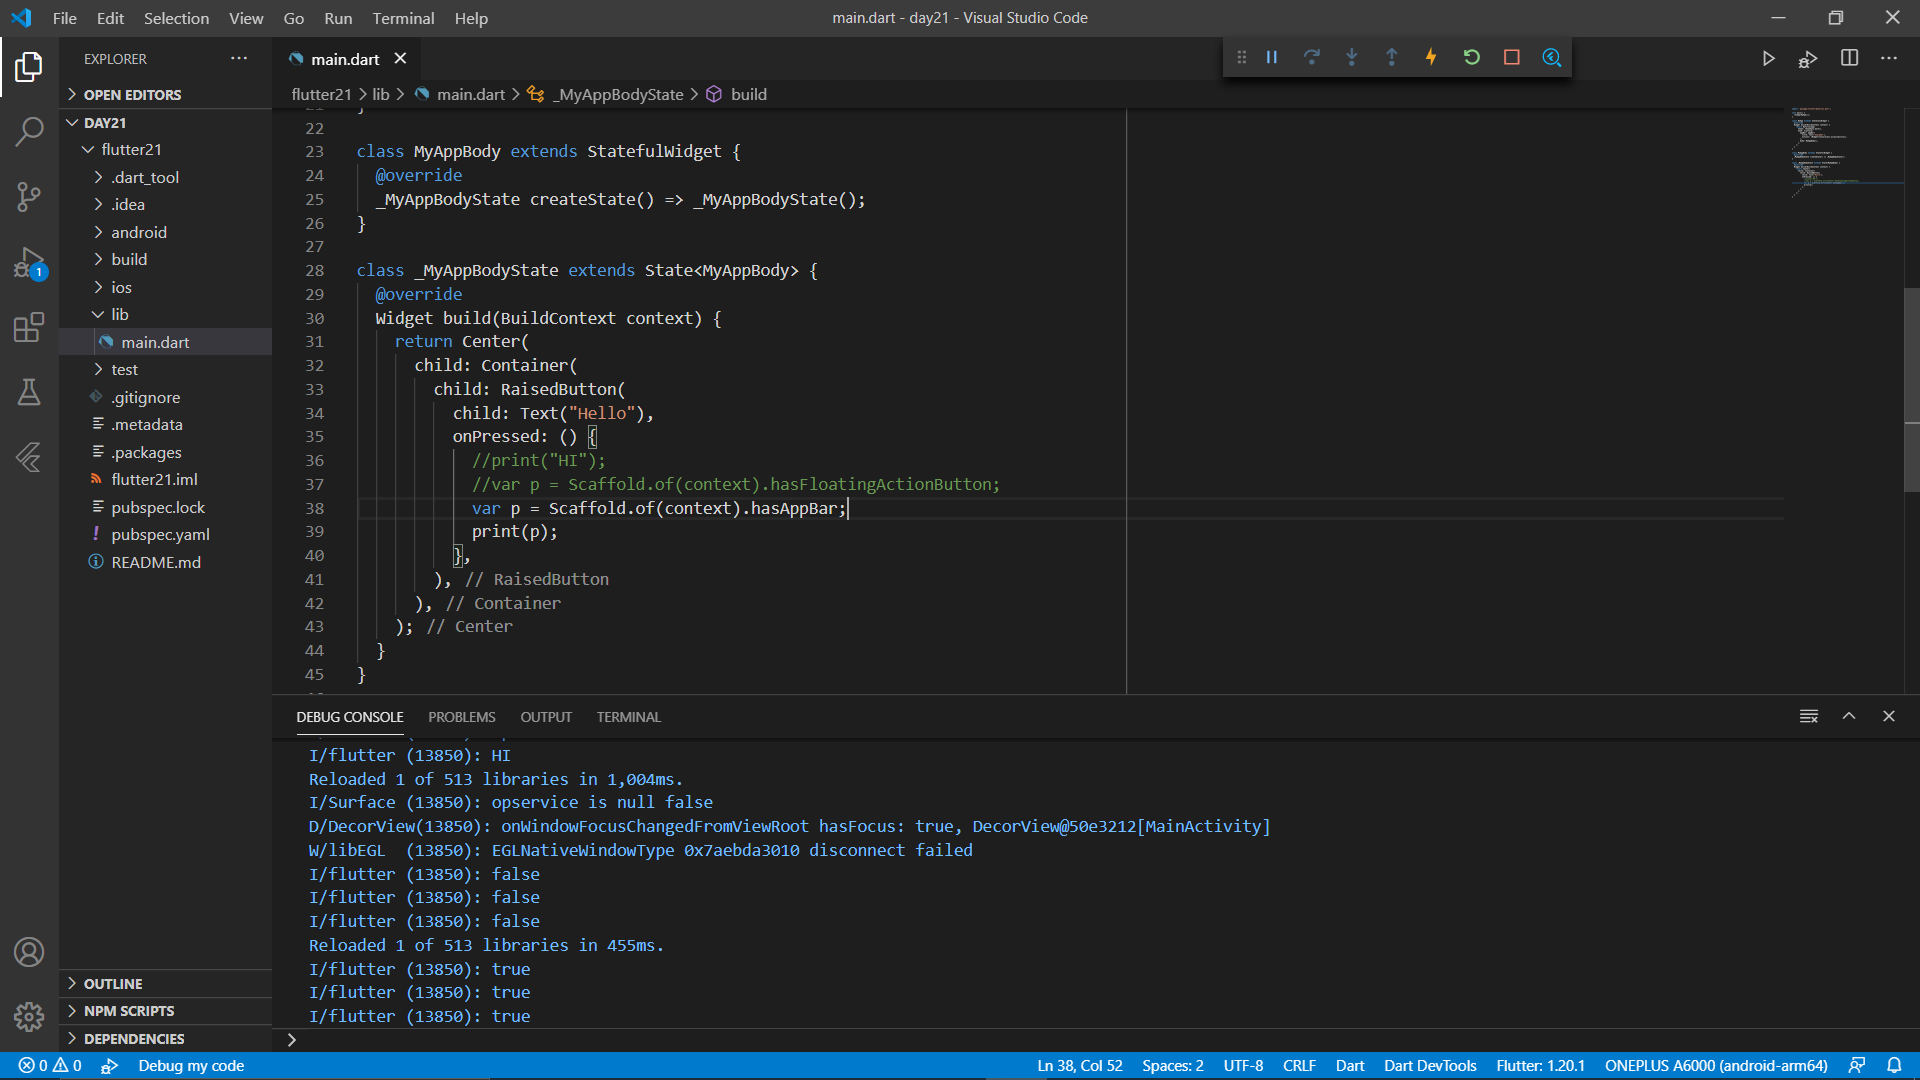 File Edit Selection View Go Run Terminal Help
main.dart - day21 - Visual Studio Code
EXPLORER
main.dart
OPEN EDITORS
flutter21 lib main.dart _MyAppBodyState build
DAY21
flutter21
.dart_tool
.idea
android
build
ios
lib
main.dart
test
.gitignore
.metadata
.packages
flutter21.iml
pubspec.lock
pubspec.yaml
README.md
OUTLINE
NPM SCRIPTS
DEPENDENCIES
1
22
23 class MyAppBody extends StatefulWidget {
24 @override
25 _MyAppBodyState createState() => _MyAppBodyState();
26 }
27
28 class _MyAppBodyState extends State<MyAppBody> {
29 @override
30 Widget build(BuildContext context) {
31 return Center(
32 child: Container(
33 child: RaisedButton(
34 child: Text("Hello"),
35 onPressed: () {
36 //print("HI");
37 //var p = Scaffold.of(context).hasFloatingActionButton;
38 var p = Scaffold.of(context).hasAppBar;
39 print(p);
40 },
41 ), // RaisedButton
42 ), // Container
43 ); // Center
44 }
45 }
DEBUG CONSOLE PROBLEMS OUTPUT TERMINAL
I/flutter (13850): HI
Reloaded 1 of 513 libraries in 1,004ms.
I/Surface (13850): opservice is null false
D/DecorView(13850): onWindowFocusChangedFromViewRoot hasFocus: true, DecorView@50e3212[MainActivity]
W/libEGL (13850): EGLNativeWindowType 0x7aebda3010 disconnect failed
I/flutter (13850): false
I/flutter (13850): false
I/flutter (13850): false
Reloaded 1 of 513 libraries in 455ms.
I/flutter (13850): true
I/flutter (13850): true
I/flutter (13850): true
0 0 Debug my code
Ln 38, Col 52 Spaces: 2 UTF-8 CRLF Dart Dart DevTools Flutter: 1.20.1 ONEPLUS A6000 (android-arm64)